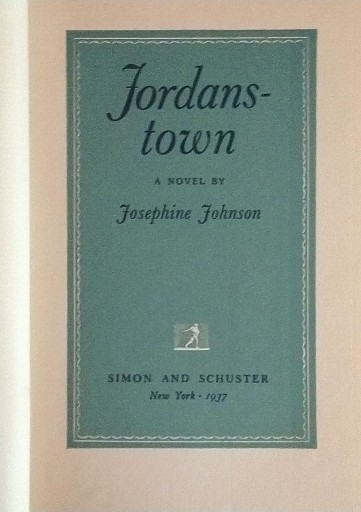 Jordans-
town
A NOVEL BY
Josephine Johnson
SIMON AND SCHUSTER
New York · 1937